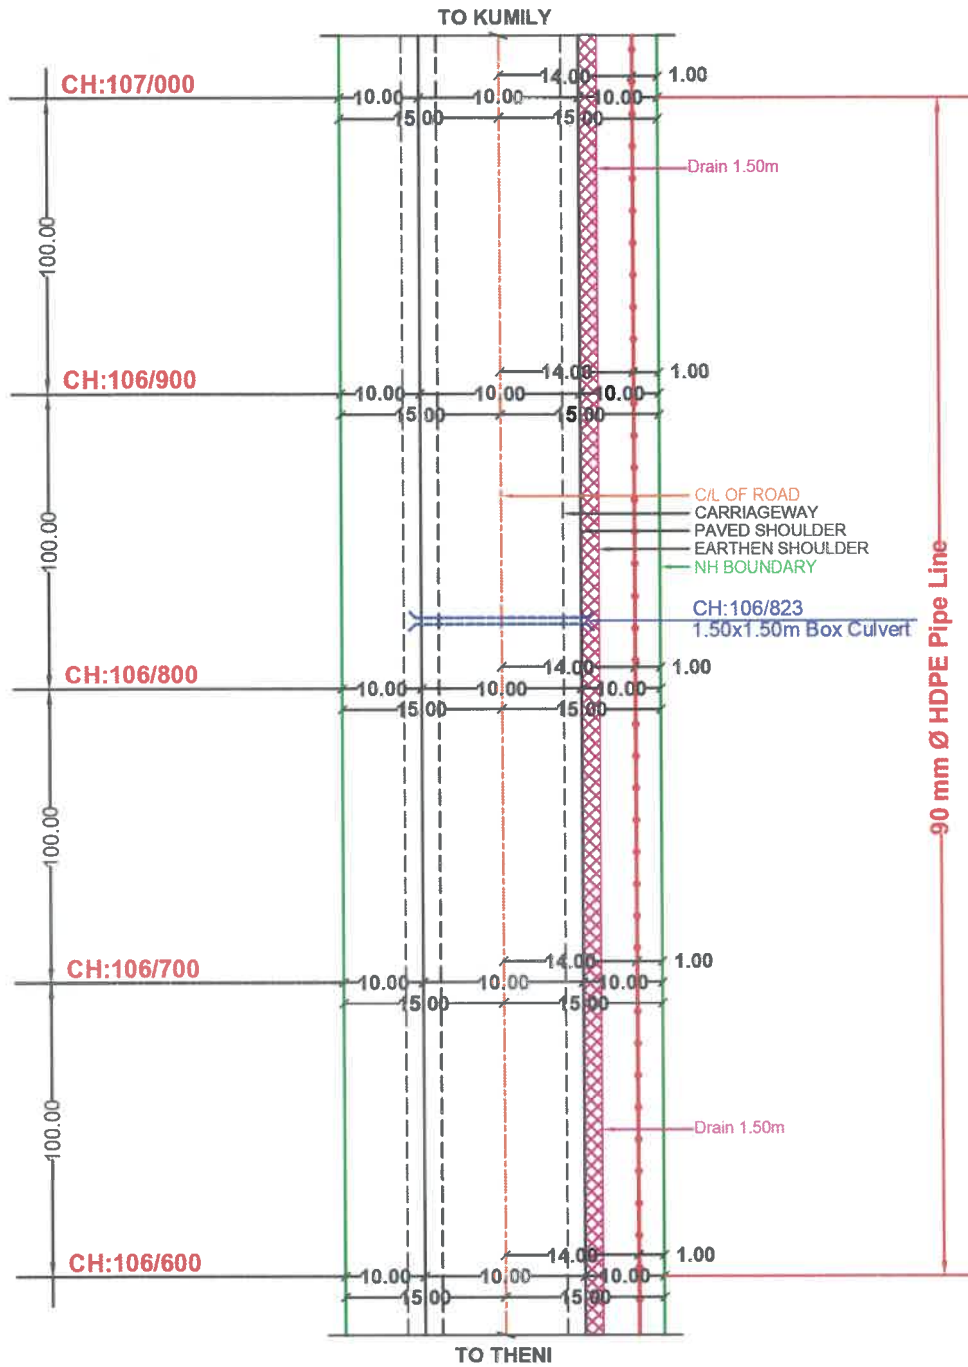 TO KUMILY
14.00 1.00
CH:107/000
10.00 10.00 10.00
15.00 15.00
Drain 1.50m
100.00
14.00 1.00
CH:106/900
10.00 10.00 10.00
15.00 15.00
C/L OF ROAD
CARRIAGEWAY
PAVED SHOULDER
EARTHEN SHOULDER
NH BOUNDARY
100.00
CH:106/823
1.50x1.50m Box Culvert
90 mm Ø HDPE Pipe Line
14.00 1.00
CH:106/800
10.00 10.00 10.00
15.00 15.00
100.00
14.00 1.00
CH:106/700
10.00 10.00 10.00
15.00 15.00
Drain 1.50m
100.00
14.00 1.00
CH:106/600
10.00 10.00 10.00
15.00 15.00
TO THENI